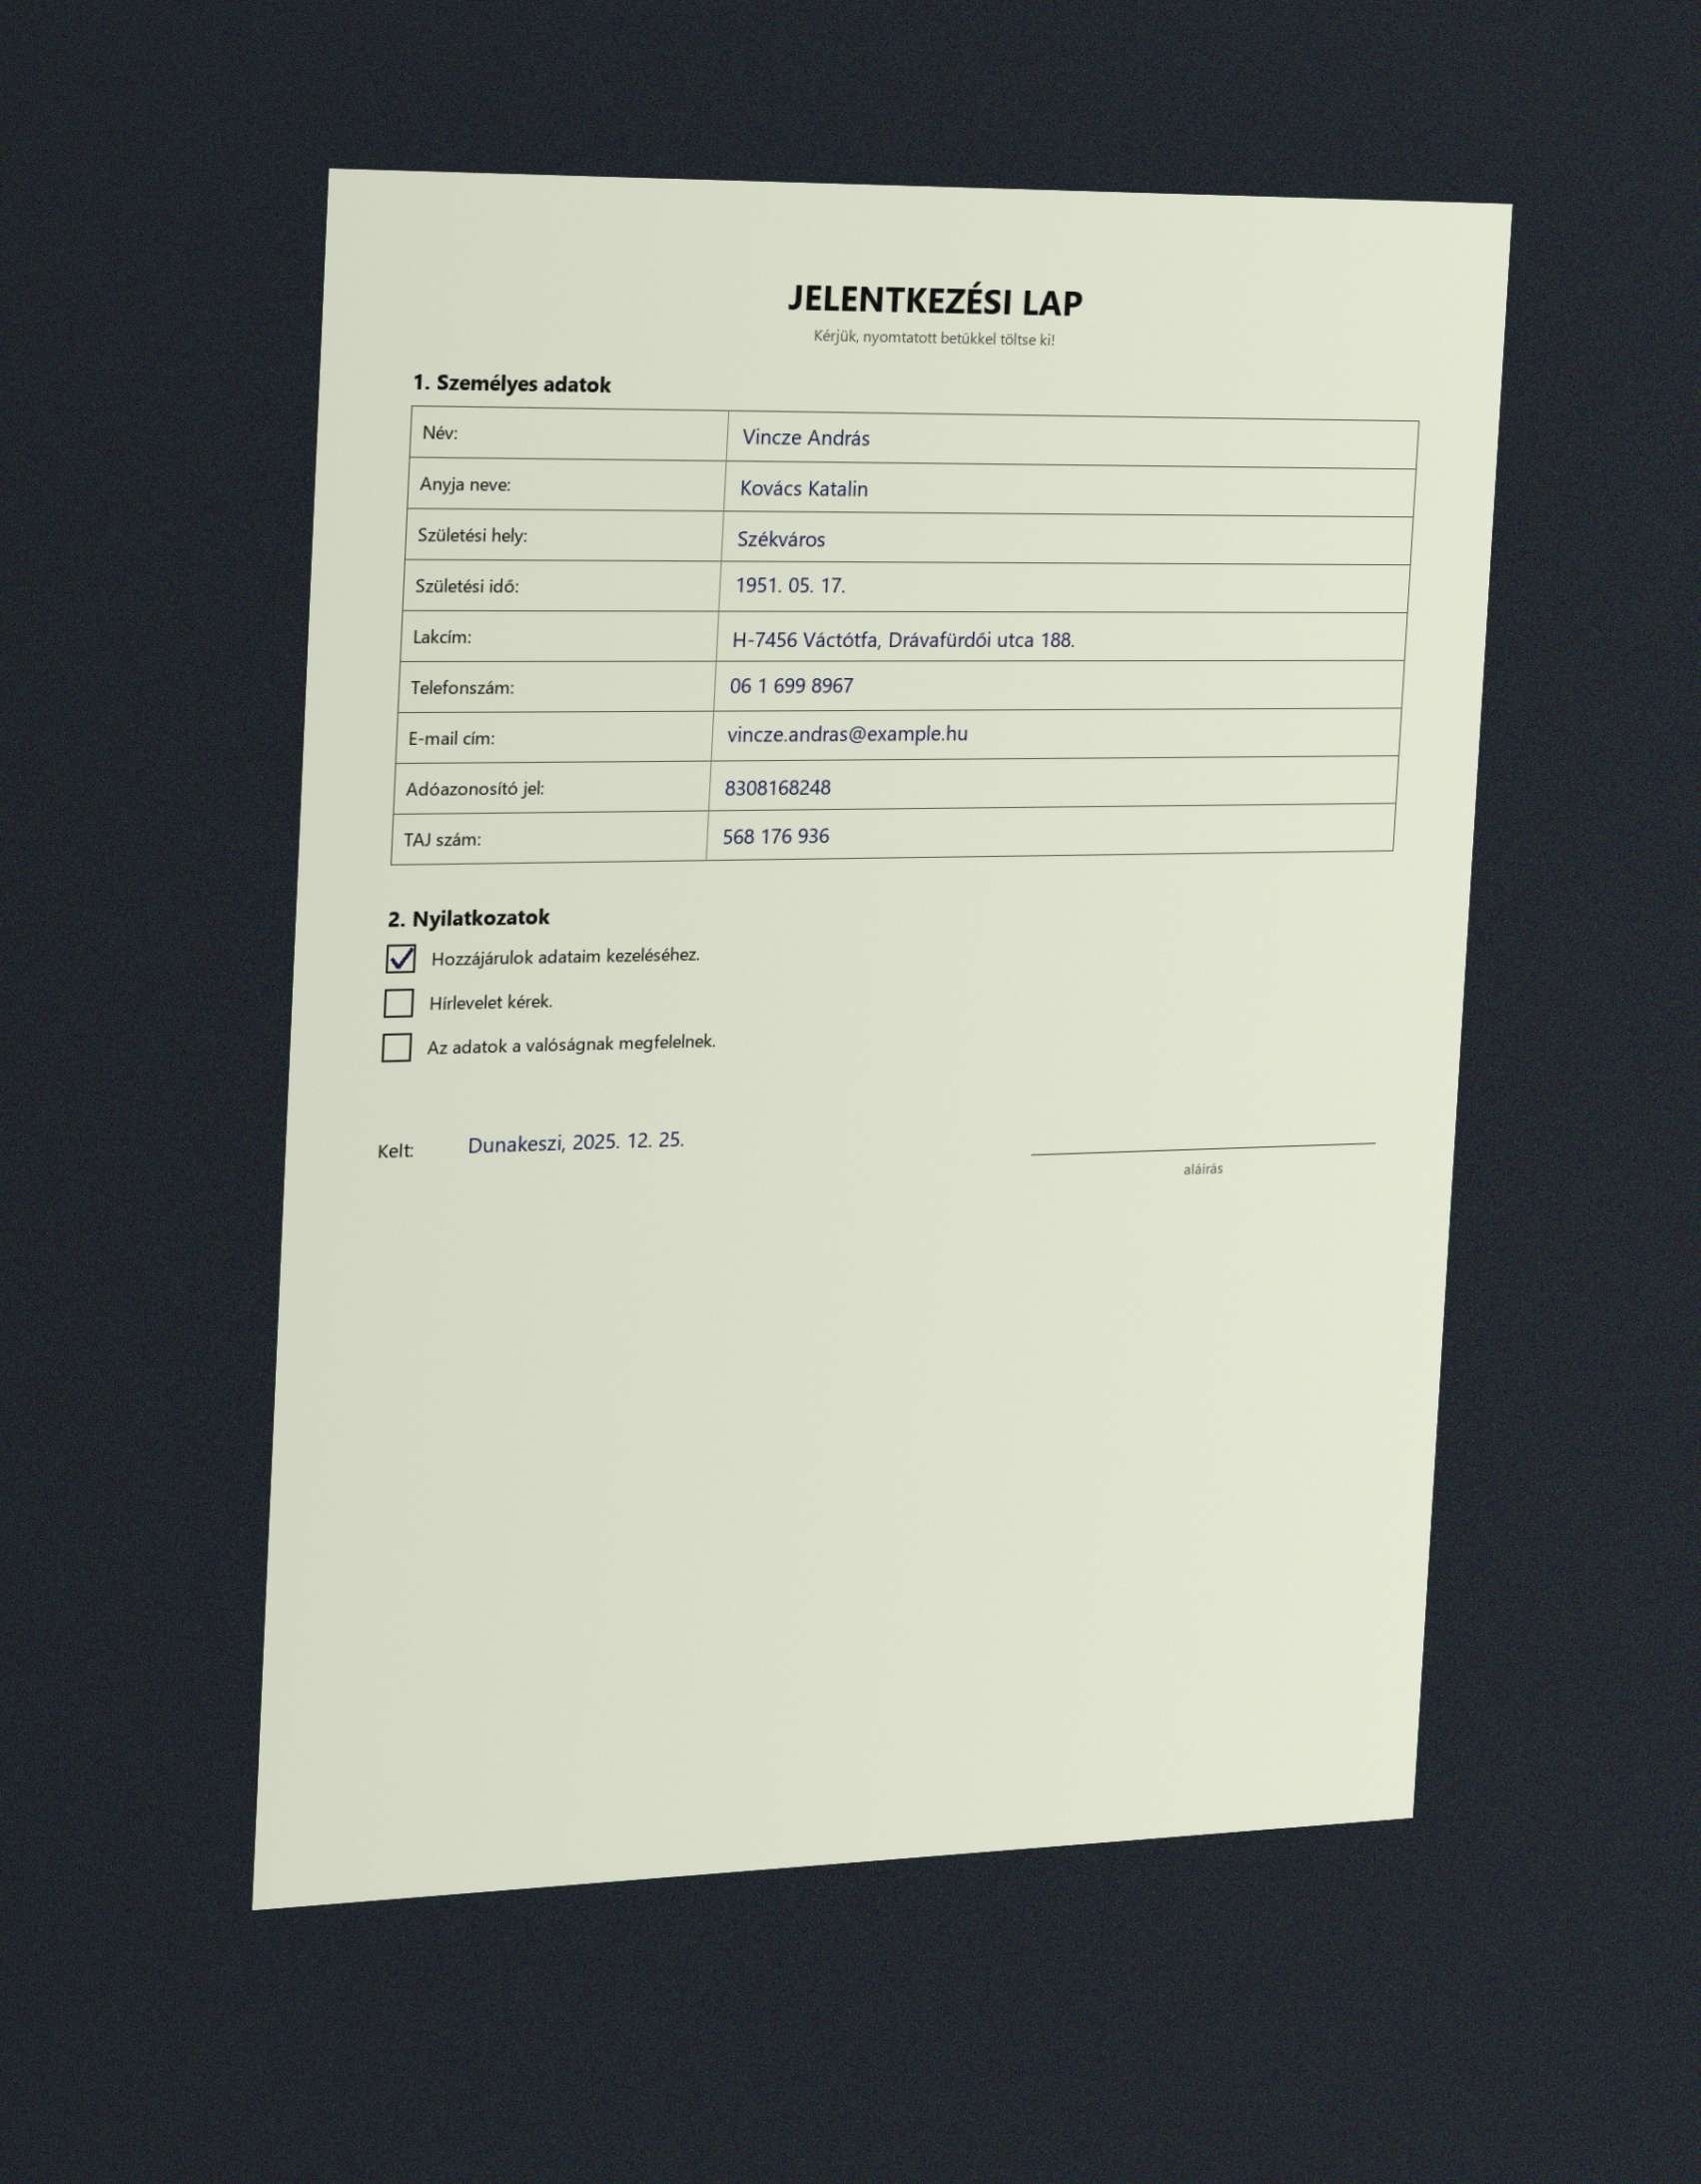 JELENTKEZÉSI LAP
Kérjük, nyomtatott betűkkel töltse ki!
1. Személyes adatok
Név: Vincze András
Anyja neve: Kovács Katalin
Születési hely: Székváros
Születési idő: 1951. 05. 17.
Lakcím: H-7456 Váctótfa, Drávafürdői utca 188.
Telefonszám: 06 1 699 8967
E-mail cím: vincze.andras@example.hu
Adóazonosító jel: 8308168248
TAJ szám: 568 176 936
2. Nyilatkozatok
Hozzájárulok adataim kezeléséhez.
Hírlevelet kérek.
Az adatok a valóságnak megfelelnek.
Kelt: Dunakeszi, 2025. 12. 25.
aláírás